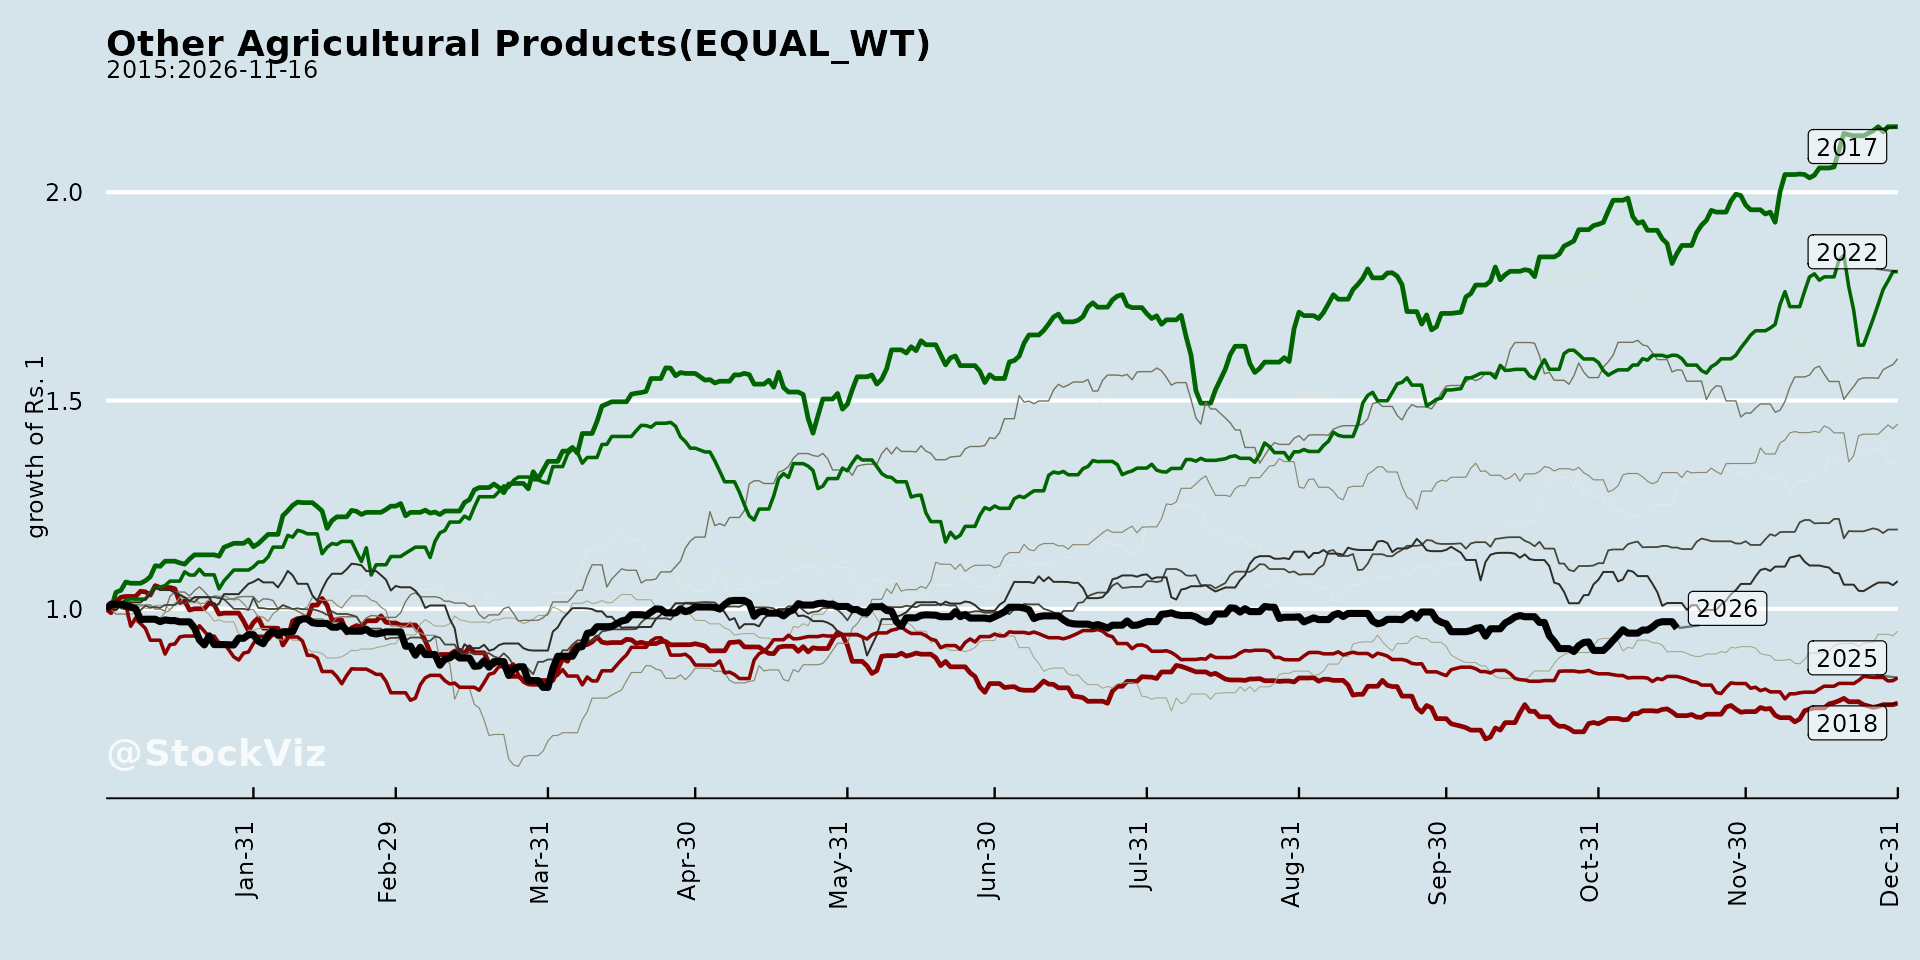 Other Agricultural Products(EQUAL_WT)
2015:2026-11-16
2017
2.0
2022
growth of Rs. 1
1.5
1.0
2026
2025
2018
@StockViz
Jan-31
Feb-29
Mar-31
Apr-30
May-31
Jun-30
Jul-31
Aug-31
Sep-30
Oct-31
Nov-30
Dec-31